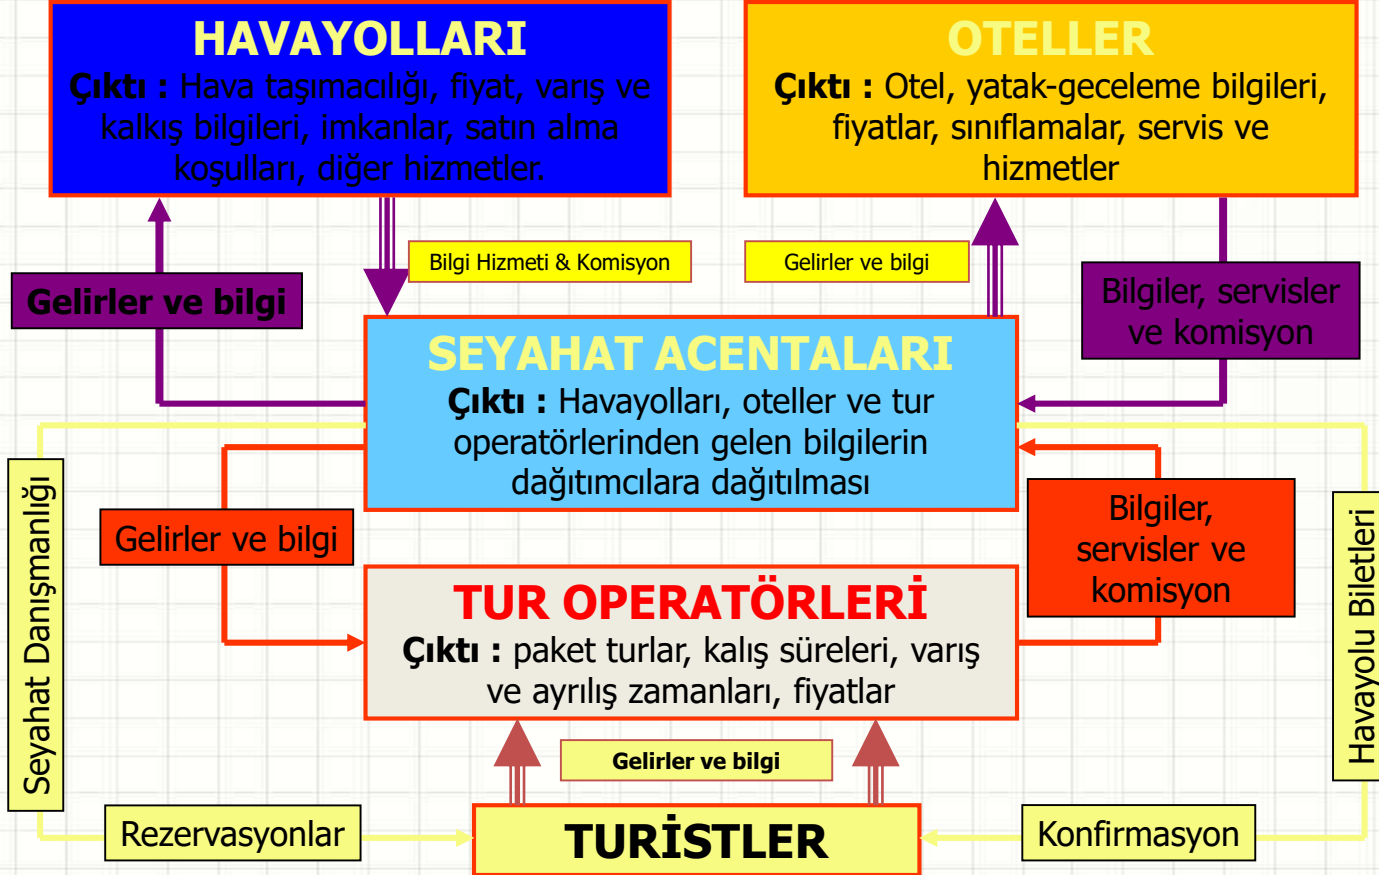 HAVAYOLLARI
Çıktı : Hava taşımacılığı, fiyat, varış ve
kalkış bilgileri, imkanlar, satın alma
koşulları, diğer hizmetler.
OTELLER
Çıktı : Otel, yatak-geceleme bilgileri,
fiyatlar, sınıflamalar, servis ve
hizmetler
Bilgi Hizmeti & Komisyon
Gelirler ve bilgi
Gelirler ve bilgi
Bilgiler, servisler
ve komisyon
SEYAHAT ACENTALARI
Çıktı : Havayolları, oteller ve tur
operatörlerinden gelen bilgilerin
dağıtımcılara dağıtılması
Seyahat Danışmanlığı
Gelirler ve bilgi
Bilgiler,
servisler ve
komisyon
Havayolu Biletleri
TUR OPERATÖRLERİ
Çıktı : paket turlar, kalış süreleri, varış
ve ayrılış zamanları, fiyatlar
Gelirler ve bilgi
Rezervasyonlar
TURİSTLER
Konfirmasyon